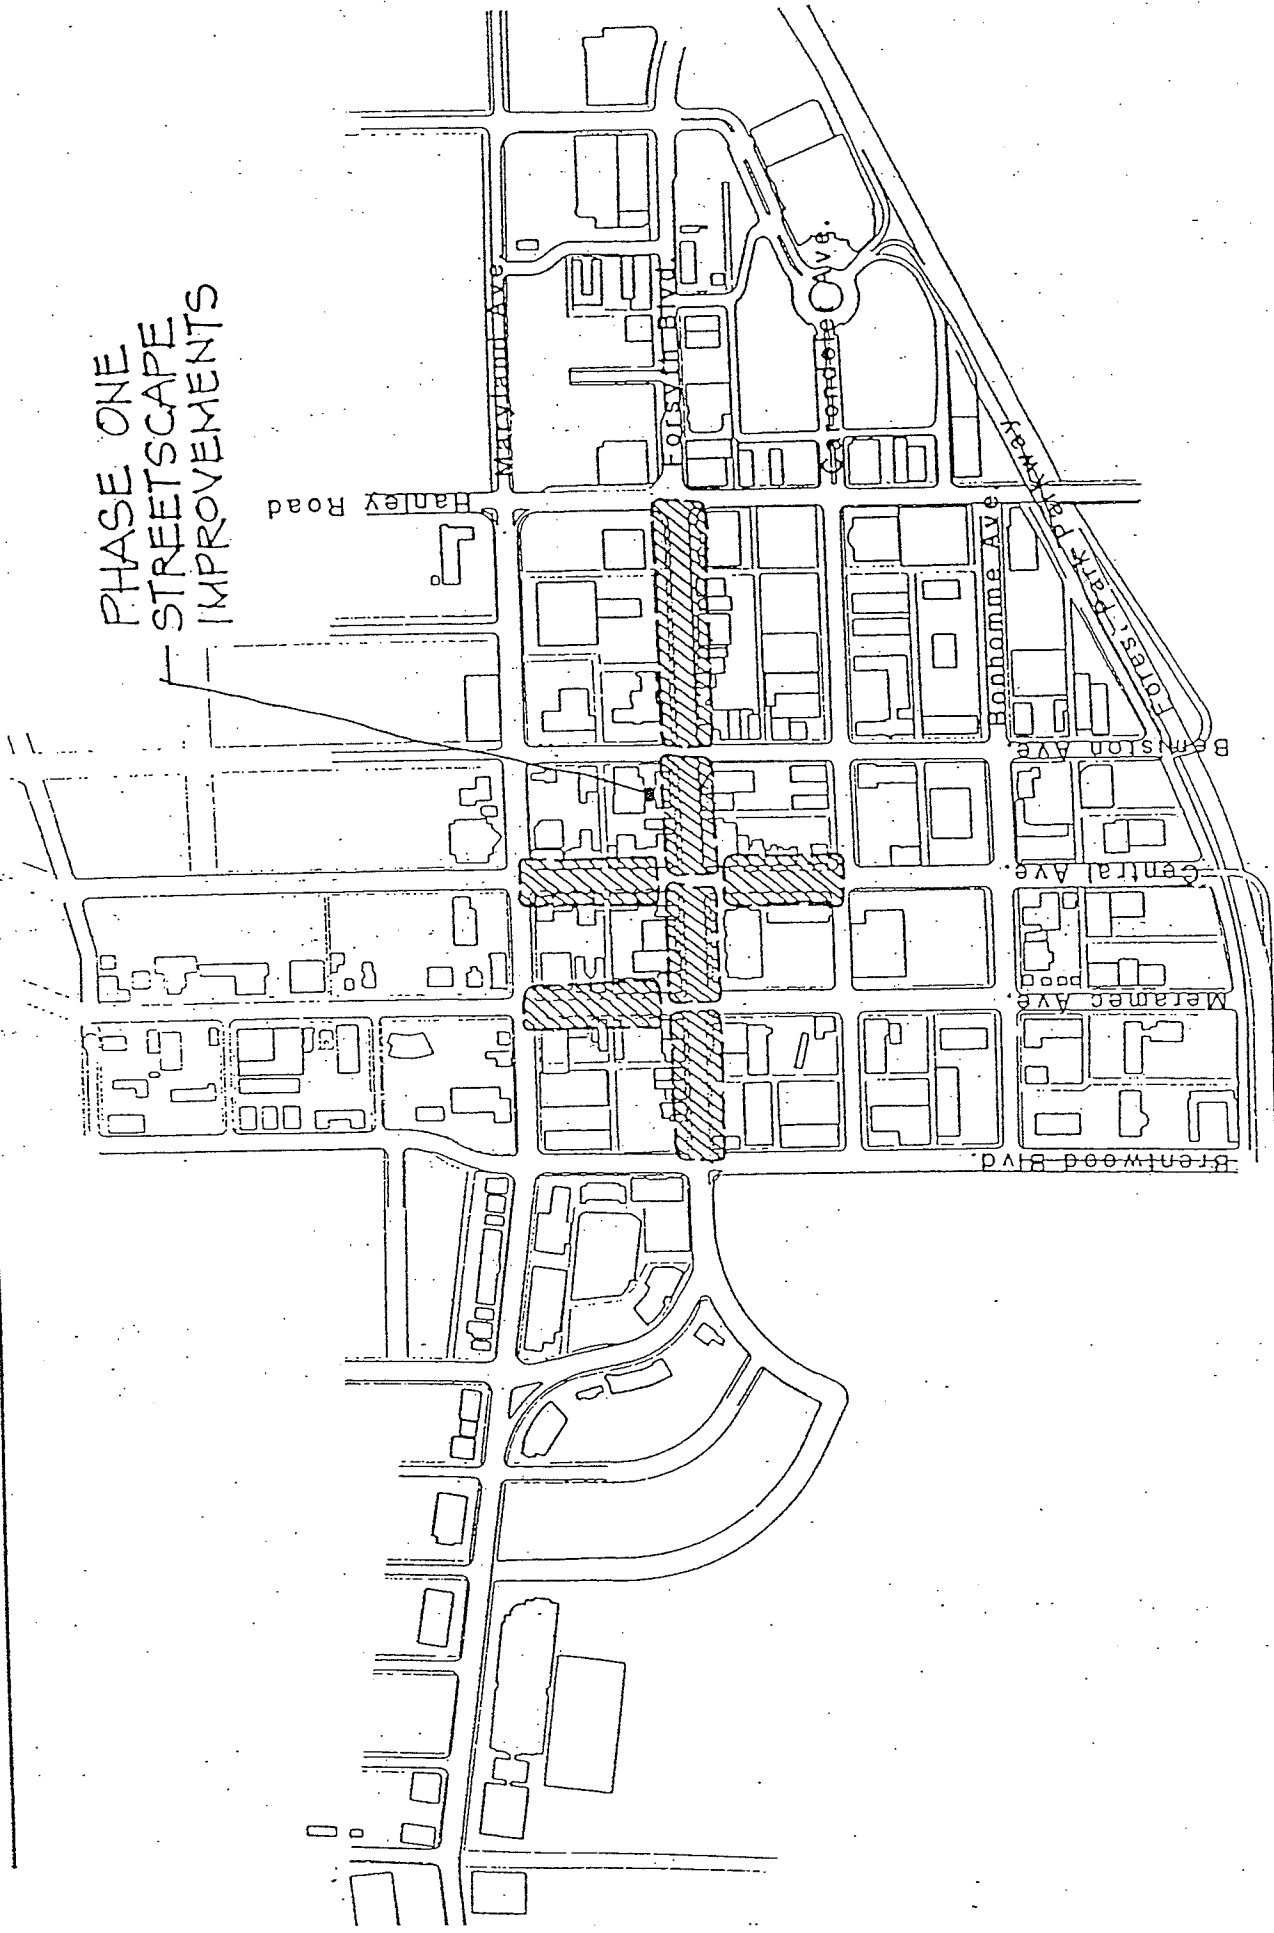 PHASE ONE
STREETSCAPE
IMPROVEMENTS
Hanley Road
Maryland Ave
Forsyth Blvd.
Carondelet Ave.
Bonhomme Ave.
Forest Park Parkway
Bemiston Ave.
Central Ave
Meramec Ave
Brentwood Blvd.